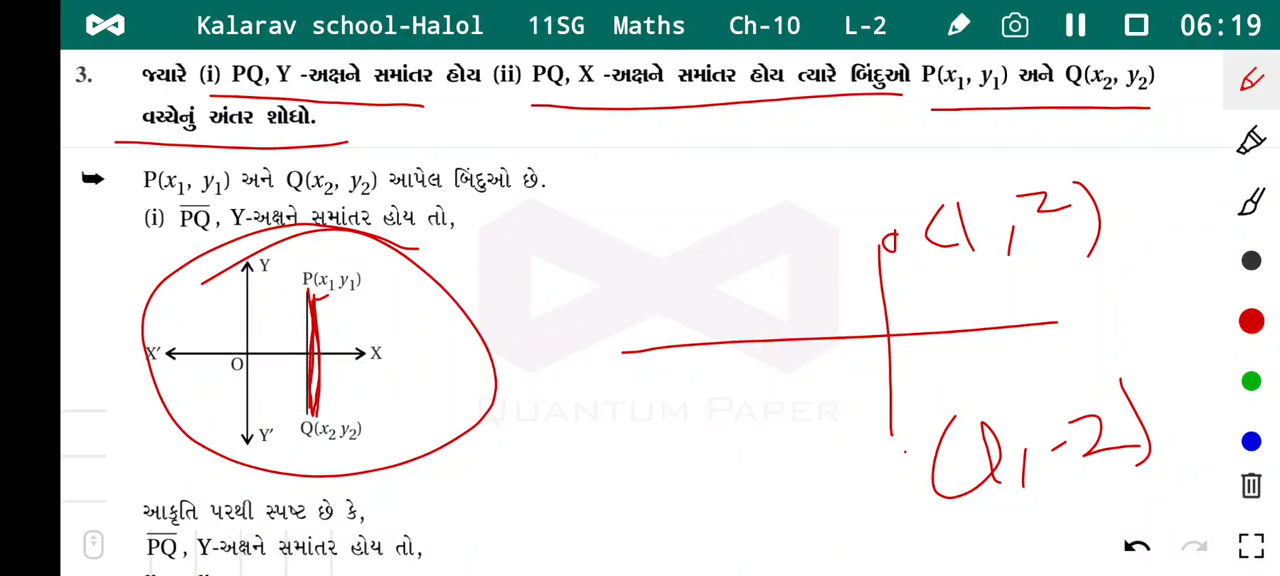 Kalarav school-Halol 11SG Maths Ch-10 L-2 06:19
3. જ્યારે (i) PQ, Y -અક્ષને સમાંતર હોય (ii) PQ, X -અક્ષને સમાંતર હોય ત્યારે બિંદુઓ P(x₁, y₁) અને Q(x₂, y₂)
વચ્ચેનું અંતર શોધો.
➥ P(x₁, y₁) અને Q(x₂, y₂) આપેલ બિંદુઓ છે.
(i) P̅Q̅, Y-અક્ષને સમાંતર હોય તો,
(1, 2)
Y
P(x₁ y₁)
X′ O X
Q(x₂ y₂)
Y′
(1, -2)
QUANTUM PAPER
આકૃતિ પરથી સ્પષ્ટ છે કે,
P̅Q̅, Y-અક્ષને સમાંતર હોય તો,